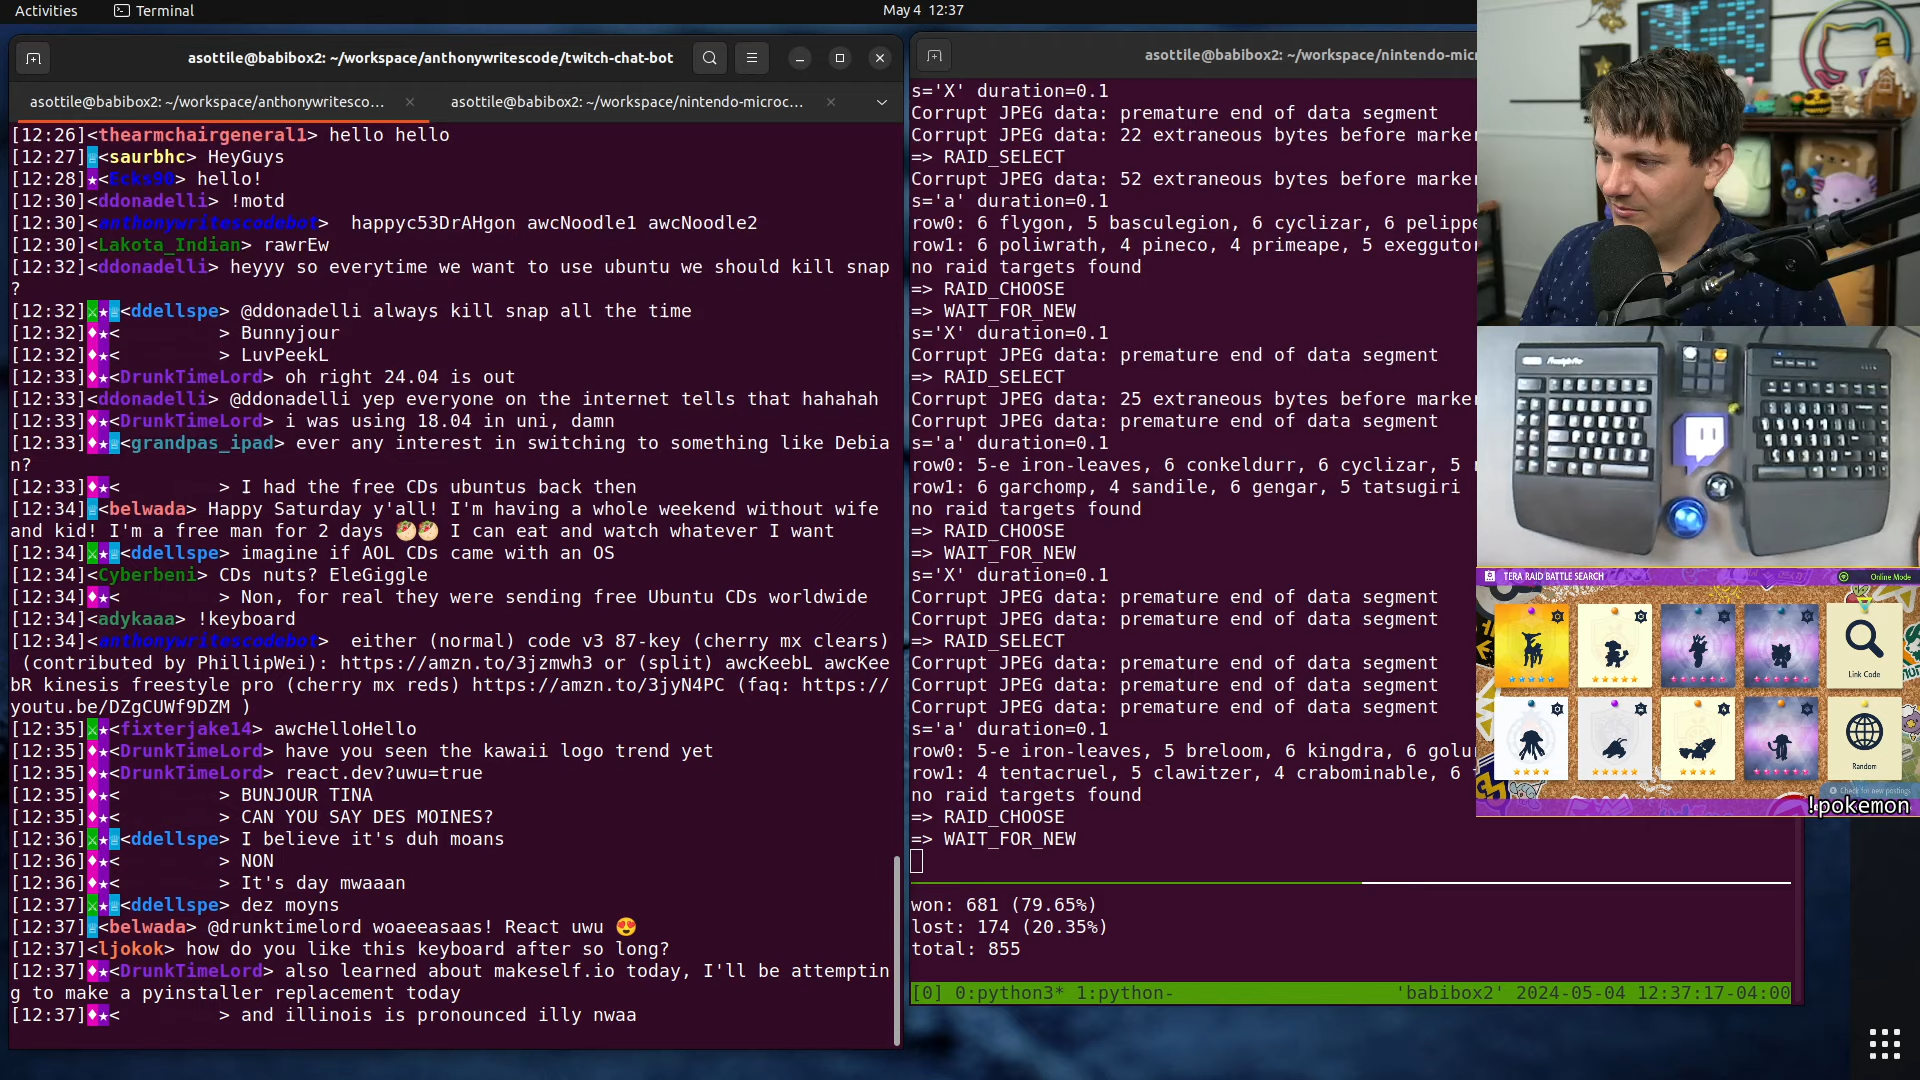 Activities
Terminal
May 4 12:37
asottile@babibox2: ~/workspace/anthonywritescode/twitch-chat-bot
asottile@babibox2: ~/workspace/anthonywritesco...
asottile@babibox2: ~/workspace/nintendo-microc...
[12:26]<thearmchairgeneral1> hello hello
[12:27]<saurbhc> HeyGuys
[12:28]★<Ecks90> hello!
[12:30]<ddonadelli> !motd
[12:30]<anthonywritescodebot>  happyc53DrAHgon awcNoodle1 awcNoodle2
[12:30]<Lakota_Indian> rawrEw
[12:32]<ddonadelli> heyyy so everytime we want to use ubuntu we should kill snap
?
[12:32]⚔★<ddellspe> @ddonadelli always kill snap all the time
[12:32]♦★<         > Bunnyjour
[12:32]♦★<         > LuvPeekL
[12:33]♦★<DrunkTimeLord> oh right 24.04 is out
[12:33]<ddonadelli> @ddonadelli yep everyone on the internet tells that hahahah
[12:33]♦★<DrunkTimeLord> i was using 18.04 in uni, damn
[12:33]♦★<grandpas_ipad> ever any interest in switching to something like Debia
n?
[12:33]♦★<         > I had the free CDs ubuntus back then
[12:34]<belwada> Happy Saturday y'all! I'm having a whole weekend without wife
and kid! I'm a free man for 2 days 🥙🥙 I can eat and watch whatever I want
[12:34]⚔★<ddellspe> imagine if AOL CDs came with an OS
[12:34]<Cyberbeni> CDs nuts? EleGiggle
[12:34]♦★<         > Non, for real they were sending free Ubuntu CDs worldwide
[12:34]<adykaaa> !keyboard
[12:34]<anthonywritescodebot>  either (normal) code v3 87-key (cherry mx clears)
(contributed by PhillipWei): https://amzn.to/3jzmwh3 or (split) awcKeebL awcKee
bR kinesis freestyle pro (cherry mx reds) https://amzn.to/3jyN4PC (faq: https://
youtu.be/DZgCUWf9DZM )
[12:35]⚔★<fixterjake14> awcHelloHello
[12:35]♦★<DrunkTimeLord> have you seen the kawaii logo trend yet
[12:35]♦★<DrunkTimeLord> react.dev?uwu=true
[12:35]♦★<         > BUNJOUR TINA
[12:35]♦★<         > CAN YOU SAY DES MOINES?
[12:36]⚔★<ddellspe> I believe it's duh moans
[12:36]♦★<         > NON
[12:36]♦★<         > It's day mwaaan
[12:37]⚔★<ddellspe> dez moyns
[12:37]<belwada> @drunktimelord woaeeasaas! React uwu 😍
[12:37]<ljokok> how do you like this keyboard after so long?
[12:37]♦★<DrunkTimeLord> also learned about makeself.io today, I'll be attemptin
g to make a pyinstaller replacement today
[12:37]♦★<         > and illinois is pronounced illy nwaa
asottile@babibox2: ~/workspace/nintendo-micr
s='X' duration=0.1
Corrupt JPEG data: premature end of data segment
Corrupt JPEG data: 22 extraneous bytes before marker
=> RAID_SELECT
Corrupt JPEG data: 52 extraneous bytes before marker
s='a' duration=0.1
row0: 6 flygon, 5 basculegion, 6 cyclizar, 6 pelippe
row1: 6 poliwrath, 4 pineco, 4 primeape, 5 exeggutor
no raid targets found
=> RAID_CHOOSE
=> WAIT_FOR_NEW
s='X' duration=0.1
Corrupt JPEG data: premature end of data segment
=> RAID_SELECT
Corrupt JPEG data: 25 extraneous bytes before marker
Corrupt JPEG data: premature end of data segment
s='a' duration=0.1
row0: 5-e iron-leaves, 6 conkeldurr, 6 cyclizar, 5
row1: 6 garchomp, 4 sandile, 6 gengar, 5 tatsugiri
no raid targets found
=> RAID_CHOOSE
=> WAIT_FOR_NEW
s='X' duration=0.1
Corrupt JPEG data: premature end of data segment
Corrupt JPEG data: premature end of data segment
=> RAID_SELECT
Corrupt JPEG data: premature end of data segment
Corrupt JPEG data: premature end of data segment
Corrupt JPEG data: premature end of data segment
s='a' duration=0.1
row0: 5-e iron-leaves, 5 breloom, 6 kingdra, 6 golu
row1: 4 tentacruel, 5 clawitzer, 4 crabominable, 6
no raid targets found
=> RAID_CHOOSE
=> WAIT_FOR_NEW
won: 681 (79.65%)
lost: 174 (20.35%)
total: 855
[0] 0:python3* 1:python- 'babibox2' 2024-05-04 12:37:17-04:00
TERA RAID BATTLE SEARCH
Online Mode
Link Code
Random
Check for new postings
!pokemon